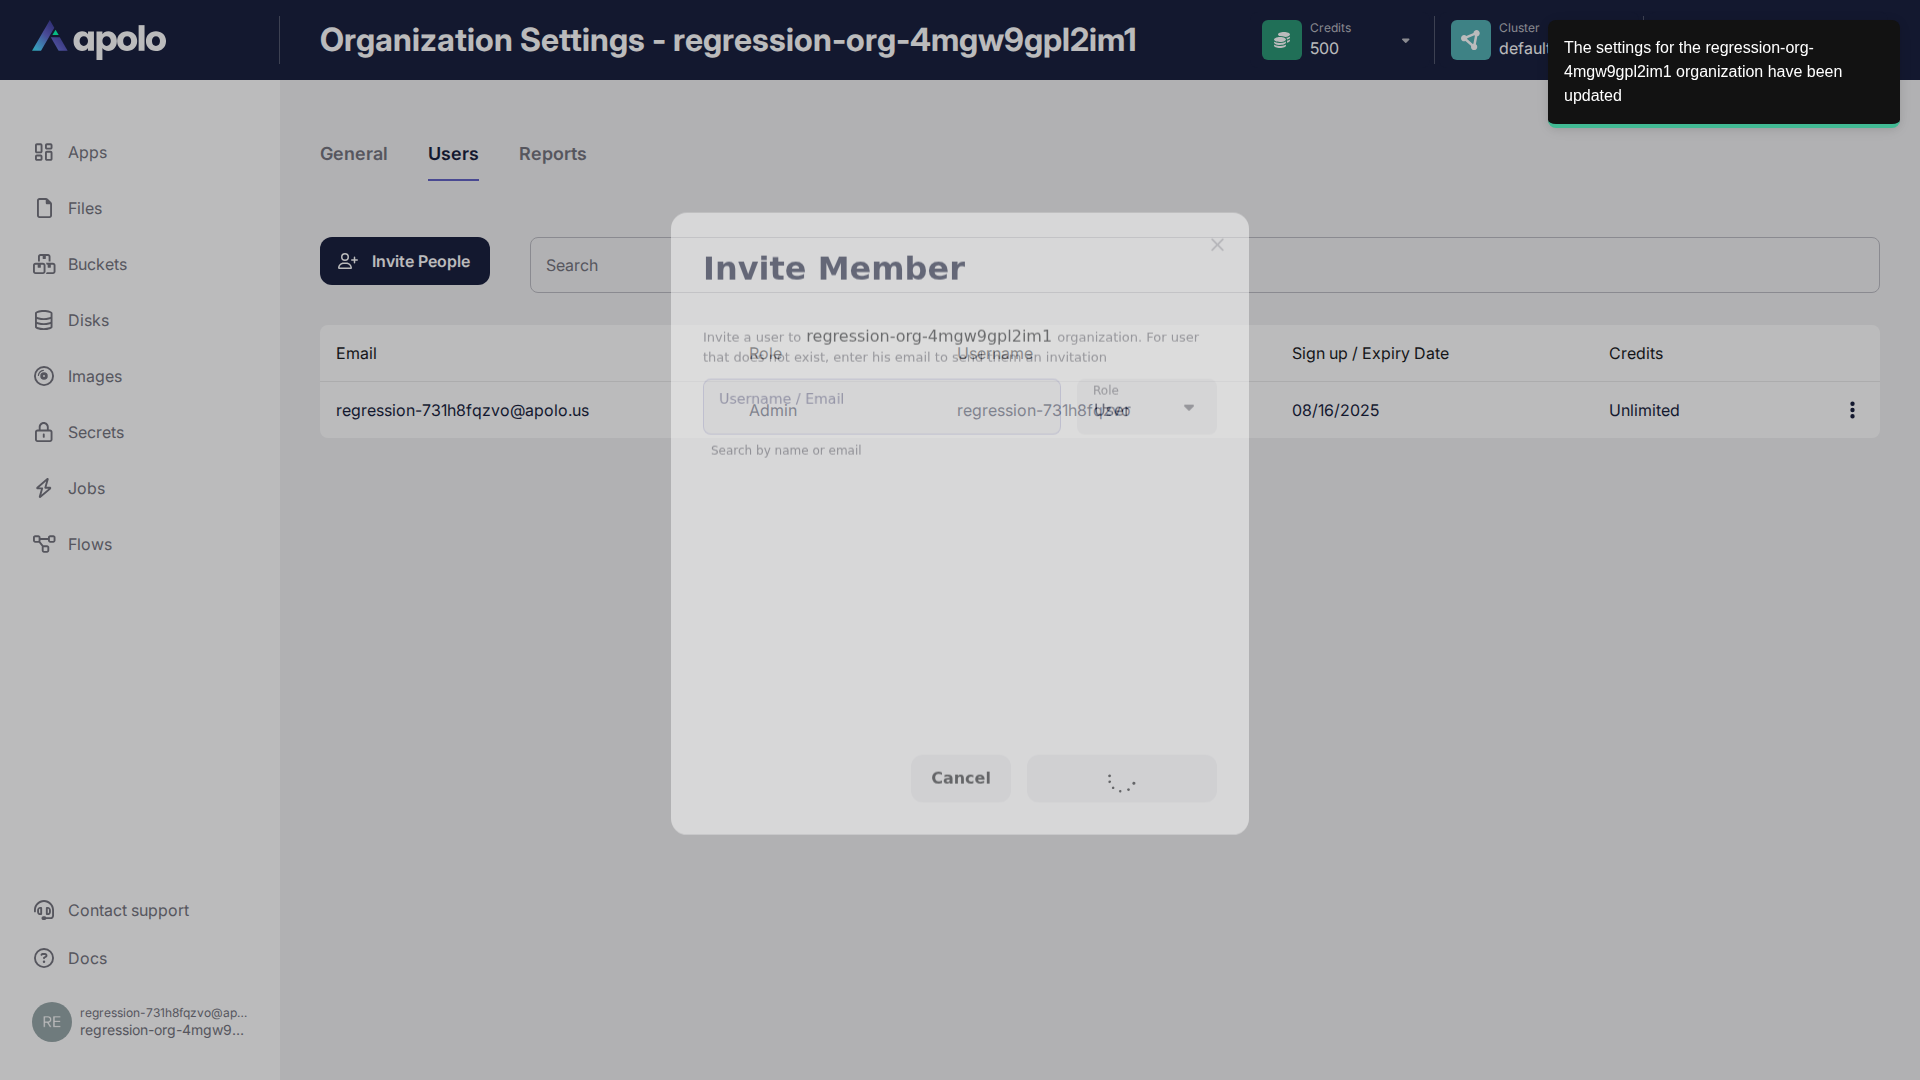 apolo
Organization Settings - regression-org-4mgw9gpl2im1
Credits
500
Cluster
default
The settings for the regression-org-
4mgw9gpl2im1 organization have been
updated
Apps
Files
Buckets
Disks
Images
Secrets
Jobs
Flows
Contact support
Docs
RE
regression-731h8fqzvo@ap...
regression-org-4mgw9...
General
Users
Reports
Invite People
Search
Email
Role
Username
Sign up / Expiry Date
Credits
regression-731h8fqzvo@apolo.us
Admin
regression-731h8fqzvo
08/16/2025
Unlimited
Invite Member
Invite a user to regression-org-4mgw9gpl2im1 organization. For user
that does not exist, enter his email to send them an invitation
Username / Email
Role
User
Search by name or email
Cancel